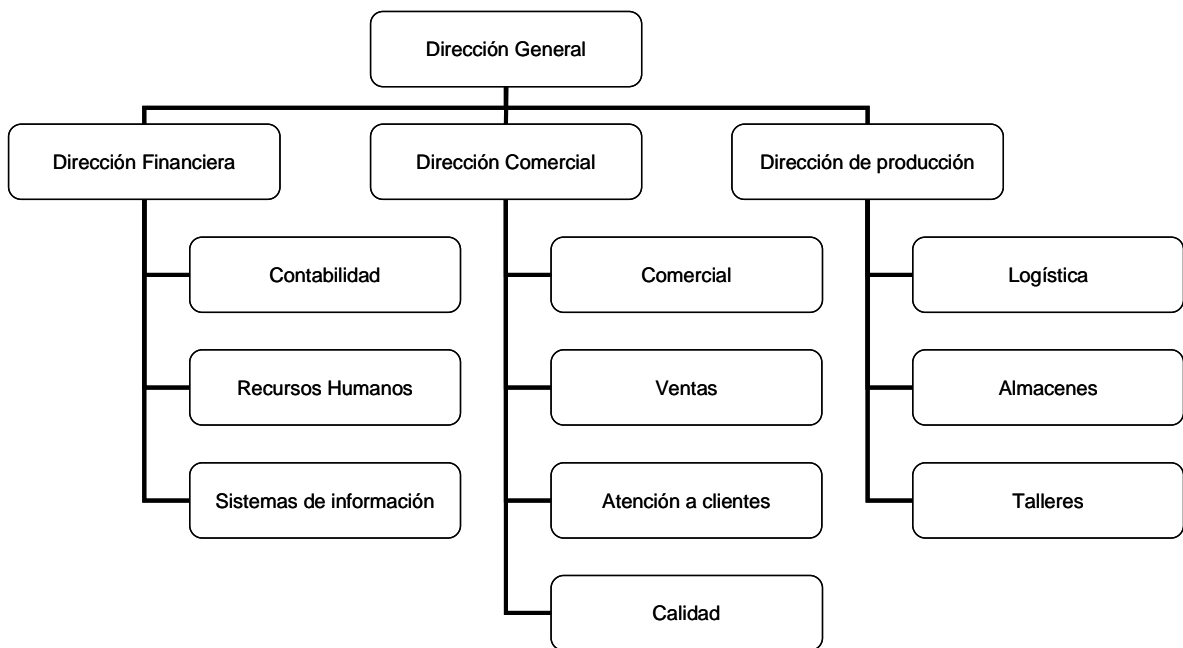 Dirección General
Dirección Financiera
Dirección Comercial
Dirección de producción
Contabilidad
Comercial
Logística
Recursos Humanos
Ventas
Almacenes
Sistemas de información
Atención a clientes
Talleres
Calidad